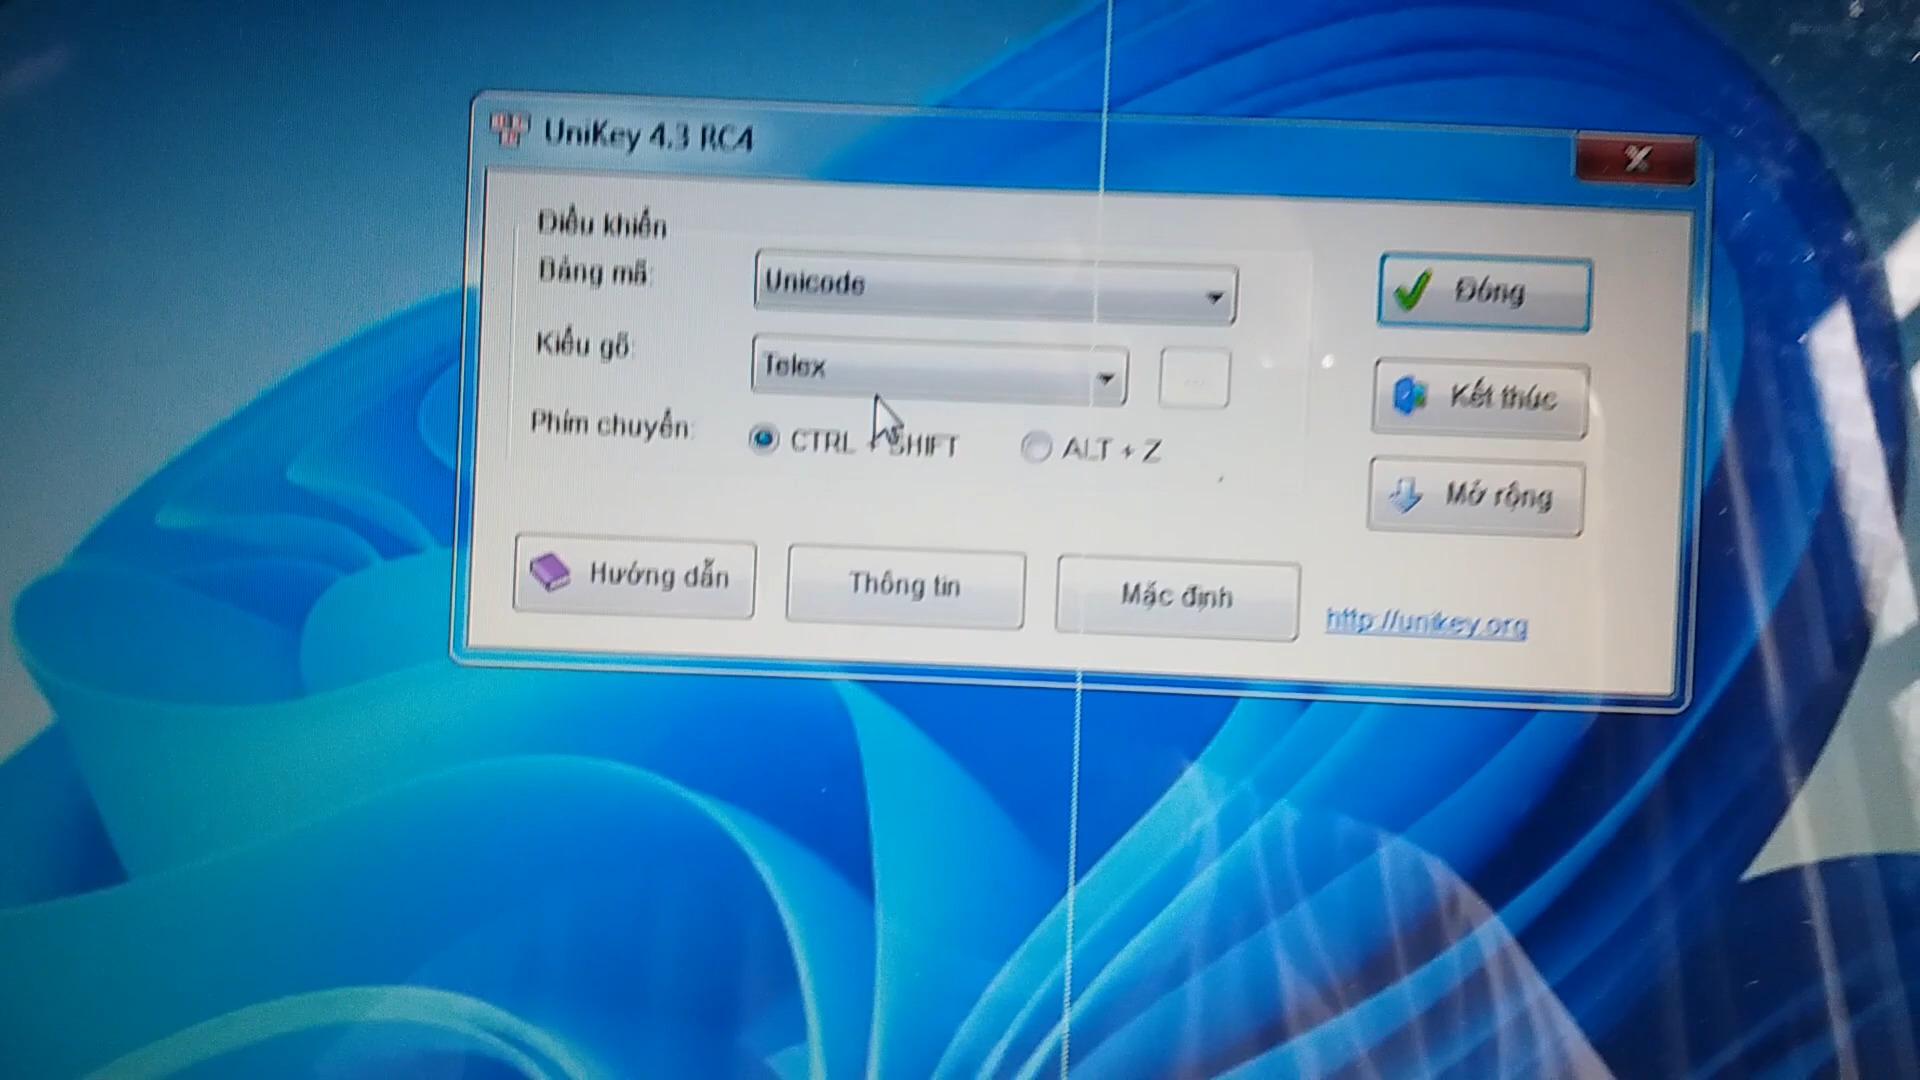 UniKey 4.3 RC4
Điều khiển
Bảng mã:
Unicode
Đóng
Kiểu gõ:
Telex
...
Kết thúc
Phím chuyển:
CTRL + SHIFT
ALT + Z
Mở rộng
Hướng dẫn
Thông tin
Mặc định
http://unikey.org